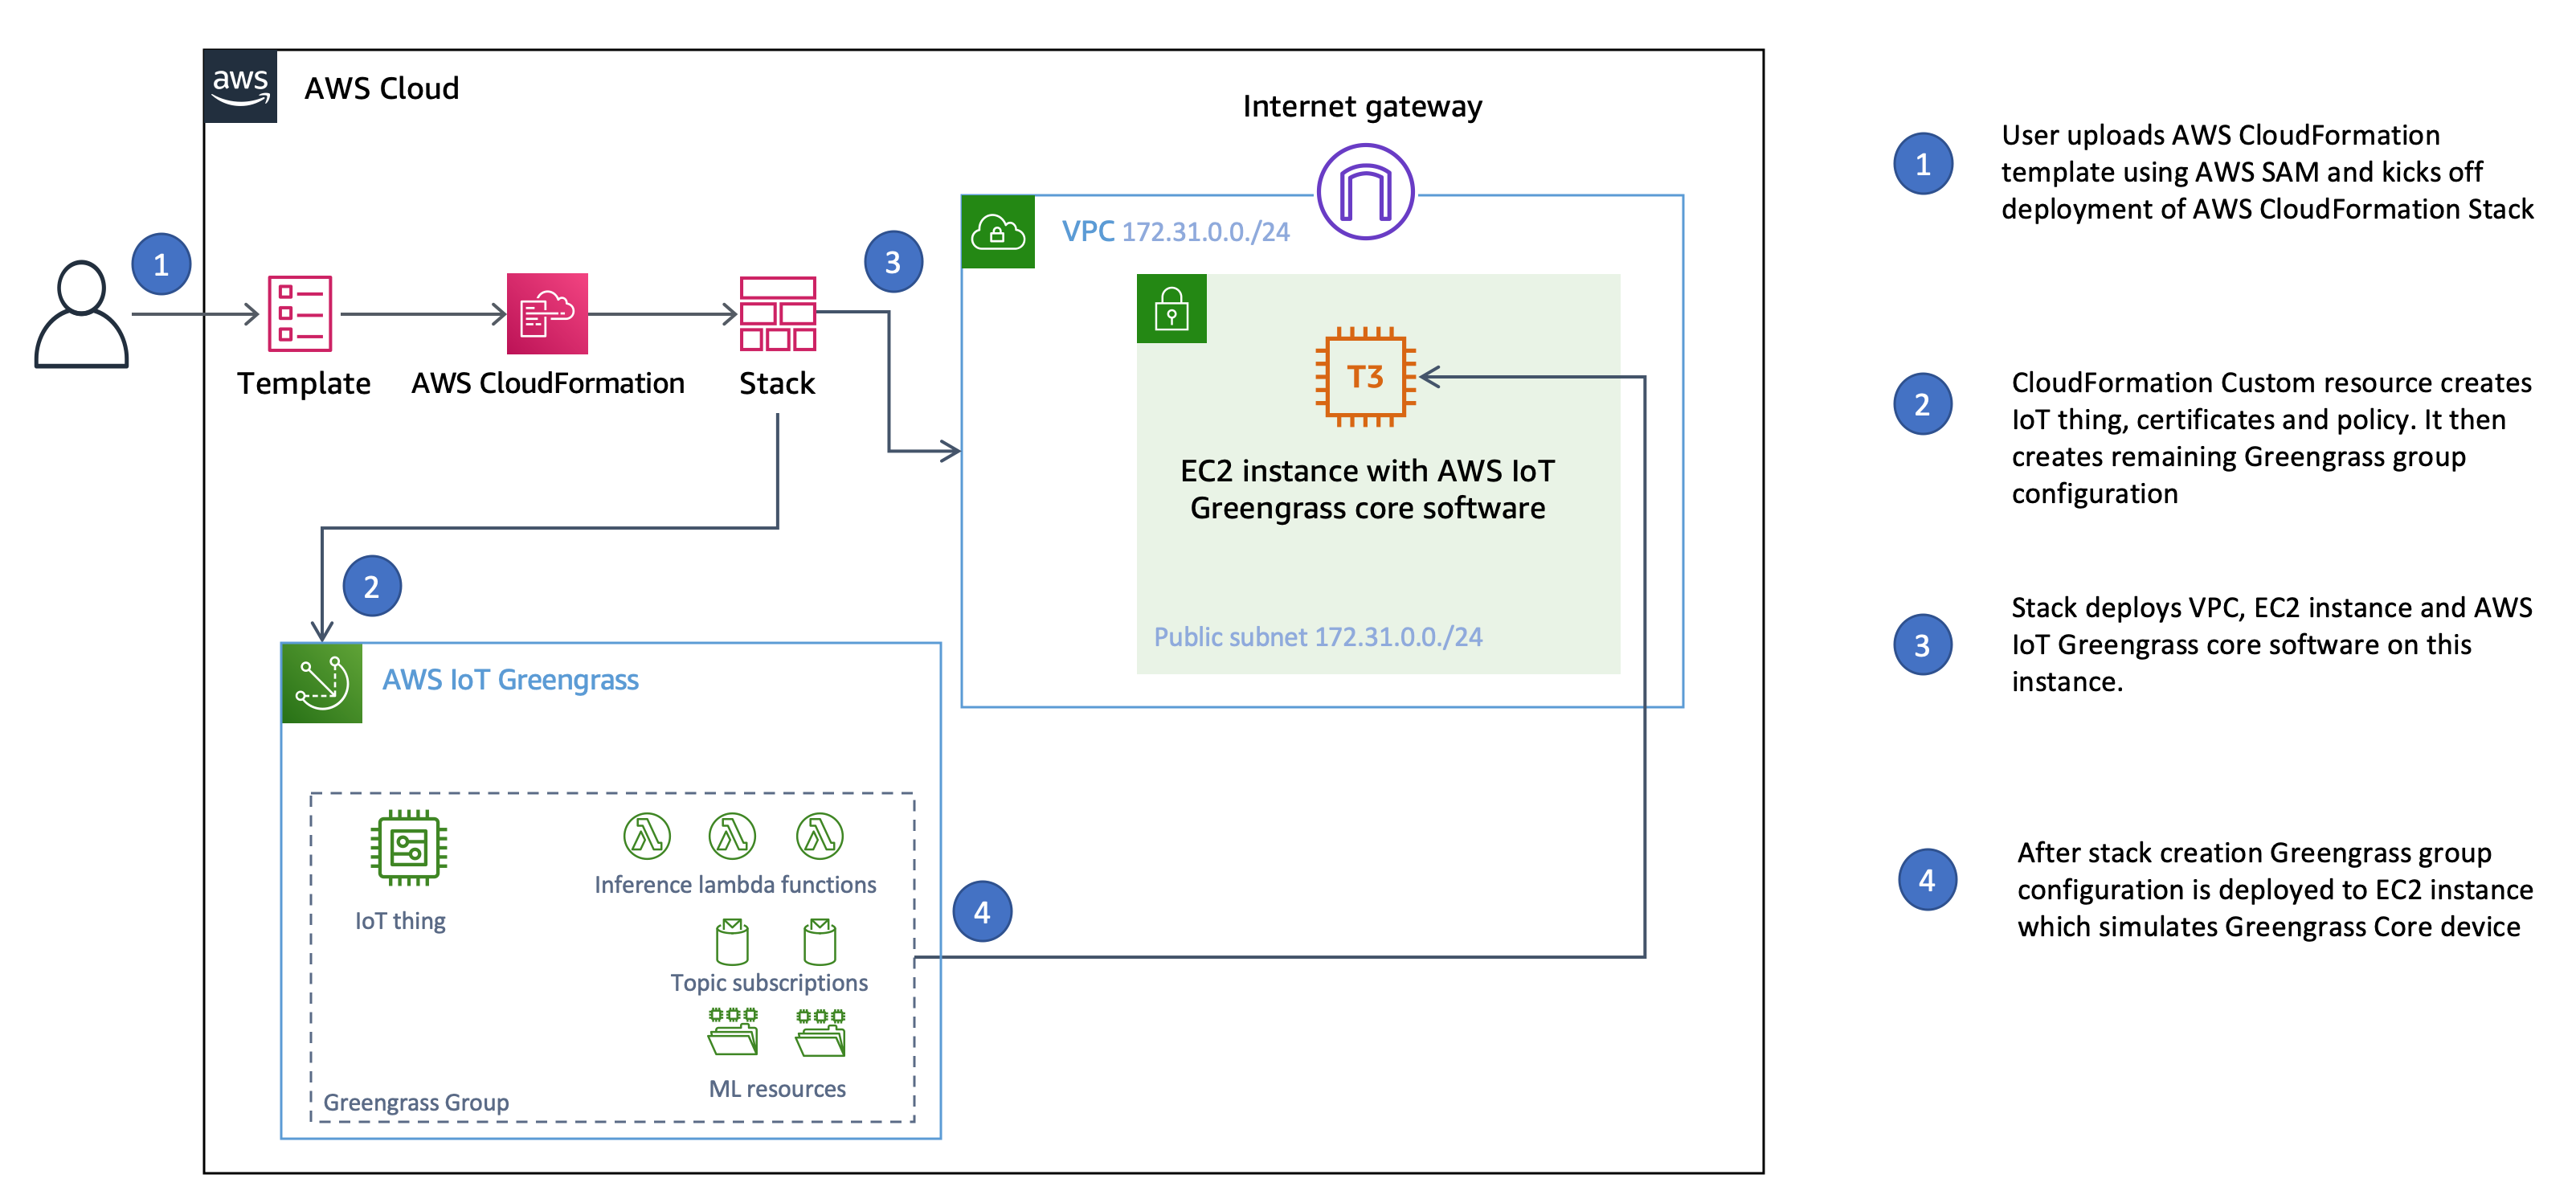 aws
AWS Cloud
Internet gateway
1
Template
AWS CloudFormation
Stack
3
VPC 172.31.0.0./24
T3
EC2 instance with AWS IoT
Greengrass core software
Public subnet 172.31.0.0./24
2
AWS IoT Greengrass
IoT thing
Inference lambda functions
Topic subscriptions
ML resources
Greengrass Group
4
1
User uploads AWS CloudFormation
template using AWS SAM and kicks off
deployment of AWS CloudFormation Stack
2
CloudFormation Custom resource creates
IoT thing, certificates and policy. It then
creates remaining Greengrass group
configuration
3
Stack deploys VPC, EC2 instance and AWS
IoT Greengrass core software on this
instance.
4
After stack creation Greengrass group
configuration is deployed to EC2 instance
which simulates Greengrass Core device